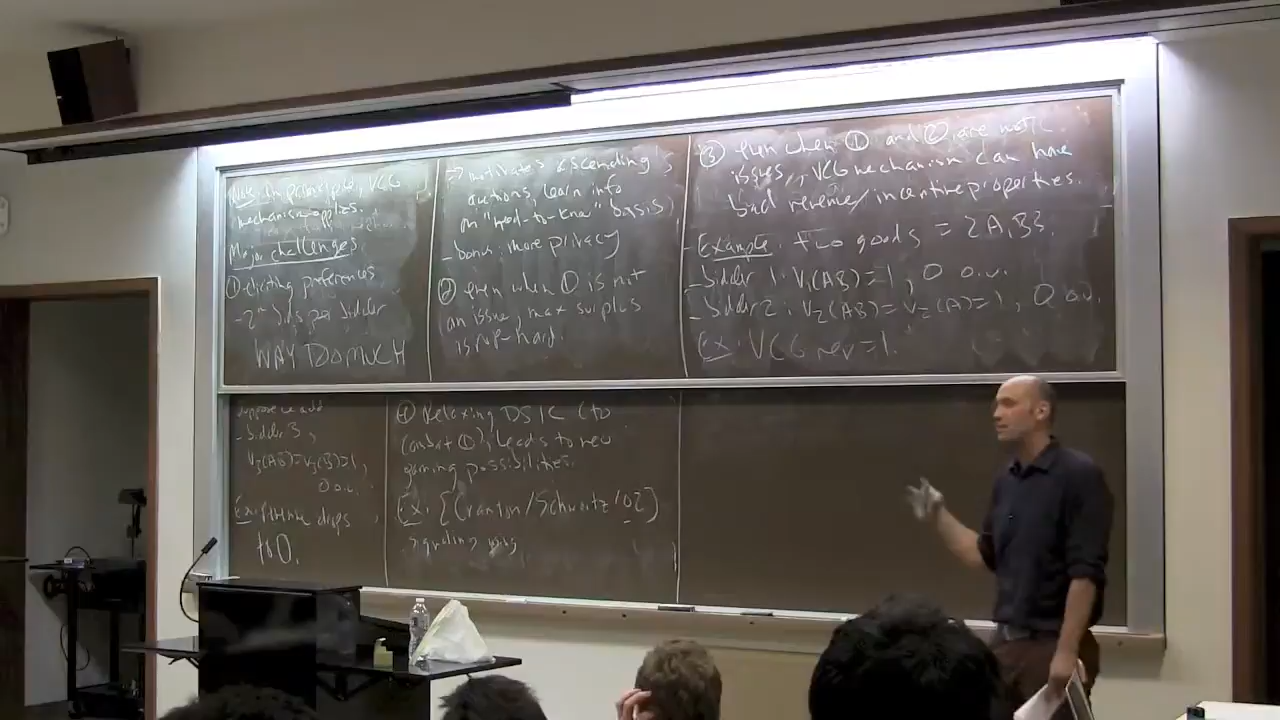 in principle, VCG
mechanism applies.
Major challenges:
① eliciting preferences
- 2^m bids per bidder
WAY TOO MUCH
=> motivates ascending
auctions, learn info
on "need-to-know" basis)
- bonus: more privacy
② even when ① is not
an issue, max surplus
is NP-hard.
③ Even when ① and ② are not
issues, VCG mechanism can have
bad revenue/incentive properties.
- Example: two goods = {A,B}.
- bidder 1: V₁(AB)=1, 0 o.w.
- bidder 2: V₂(AB)=V₂(A)=1, 0 o.w.
Ex: VCG rev=1.
suppose we add
- bidder 3,
V₃(AB)=V₃(B)=1,
0 o.w.
Ex: revenue drops
to 0.
④ Relaxing DSIC (to
combat ①), leads to new
gaming possibilities.
Ex: [Cramton/Schwartz '02]
signaling using